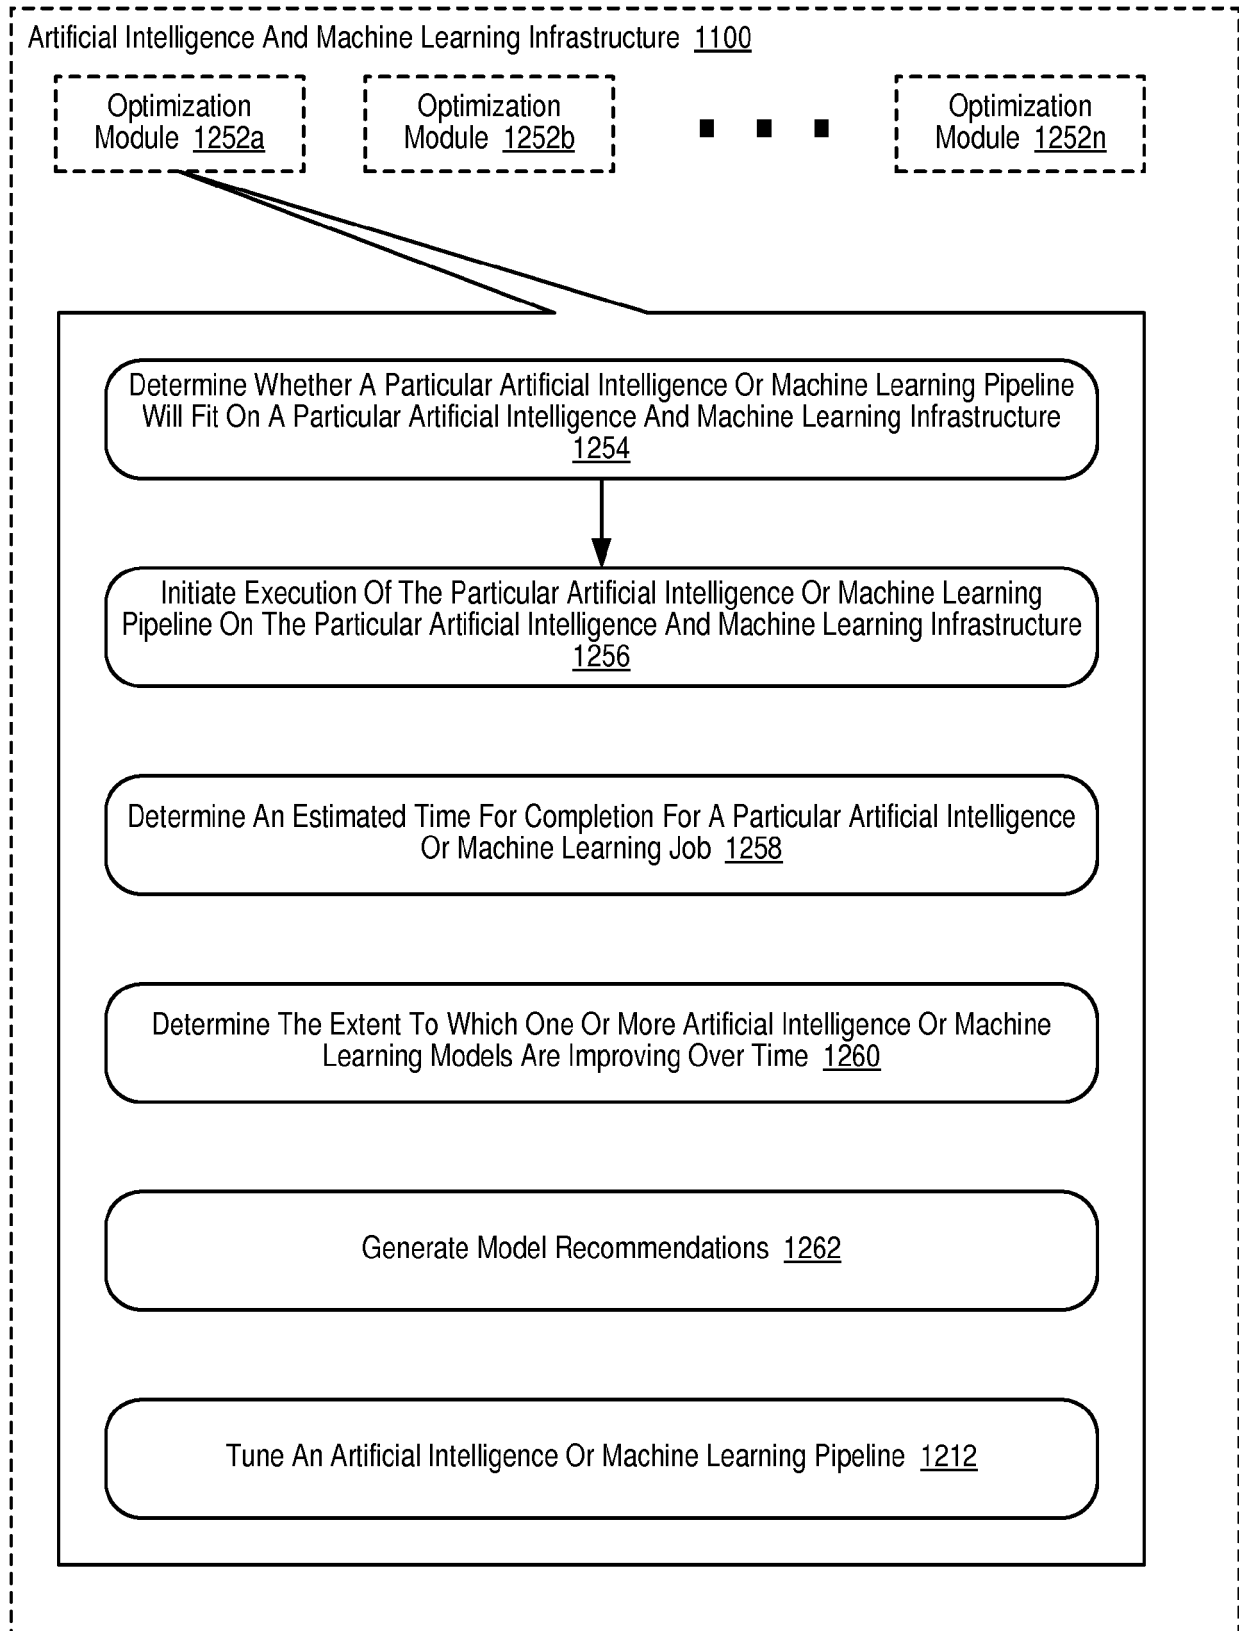 Artificial Intelligence And Machine Learning Infrastructure 1100
Optimization
Module 1252a
Optimization
Module 1252b
Optimization
Module 1252n
Determine Whether A Particular Artificial Intelligence Or Machine Learning Pipeline
Will Fit On A Particular Artificial Intelligence And Machine Learning Infrastructure
1254
Initiate Execution Of The Particular Artificial Intelligence Or Machine Learning
Pipeline On The Particular Artificial Intelligence And Machine Learning Infrastructure
1256
Determine An Estimated Time For Completion For A Particular Artificial Intelligence
Or Machine Learning Job 1258
Determine The Extent To Which One Or More Artificial Intelligence Or Machine
Learning Models Are Improving Over Time 1260
Generate Model Recommendations 1262
Tune An Artificial Intelligence Or Machine Learning Pipeline 1212